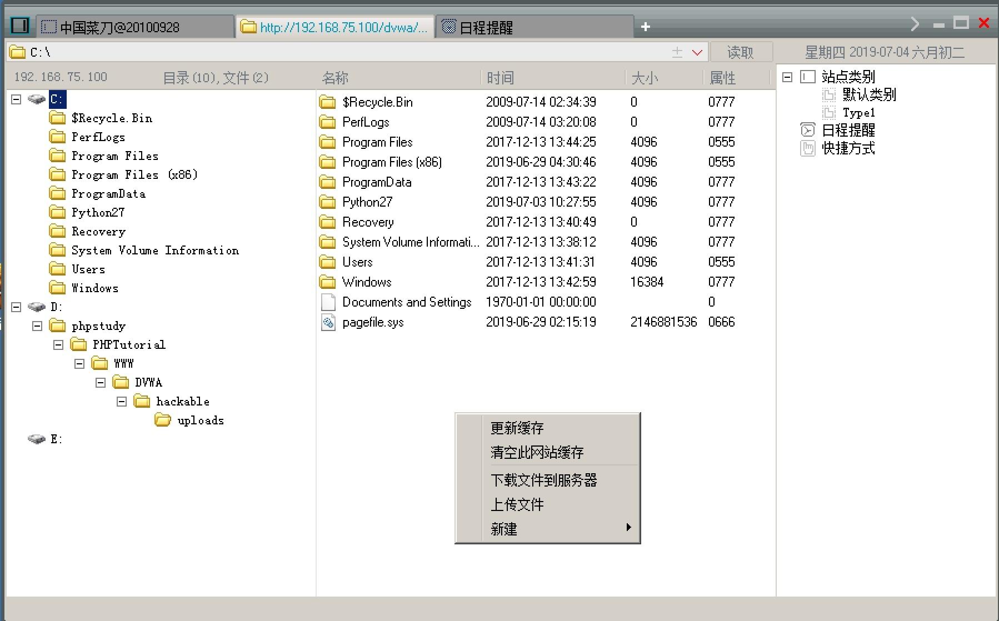 中国菜刀@20100928
http://192.168.75.100/dvwa/...
日程提醒
C:\
读取
星期四 2019-07-04 六月初二
192.168.75.100 目录(10),文件(2)
名称 时间 大小 属性
C:
$Recycle.Bin
PerfLogs
Program Files
Program Files (x86)
ProgramData
Python27
Recovery
System Volume Information
Users
Windows
D:
phpstudy
PHPTutorial
WWW
DVWA
hackable
uploads
E:
$Recycle.Bin 2009-07-14 02:34:39 0 0777
PerfLogs 2009-07-14 03:20:08 0 0777
Program Files 2017-12-13 13:44:25 4096 0555
Program Files (x86) 2019-06-29 04:30:46 4096 0555
ProgramData 2017-12-13 13:43:22 4096 0777
Python27 2019-07-03 10:27:55 4096 0777
Recovery 2017-12-13 13:40:49 0 0777
System Volume Informati... 2017-12-13 13:38:12 4096 0777
Users 2017-12-13 13:41:31 4096 0555
Windows 2017-12-13 13:42:59 16384 0777
Documents and Settings 1970-01-01 00:00:00 0
pagefile.sys 2019-06-29 02:15:19 2146881536 0666
更新缓存
清空此网站缓存
下载文件到服务器
上传文件
新建
站点类别
默认类别
Type1
日程提醒
快捷方式